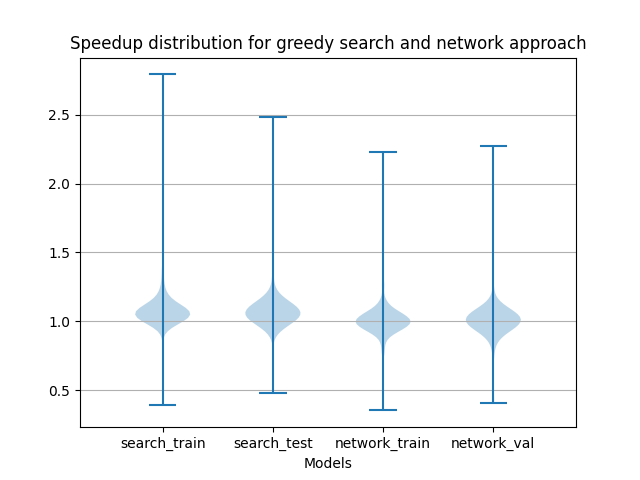 Speedup distribution for greedy search and network approach
2.5
2.0
1.5
1.0
0.5
search_train search_test network_train network_val
Models